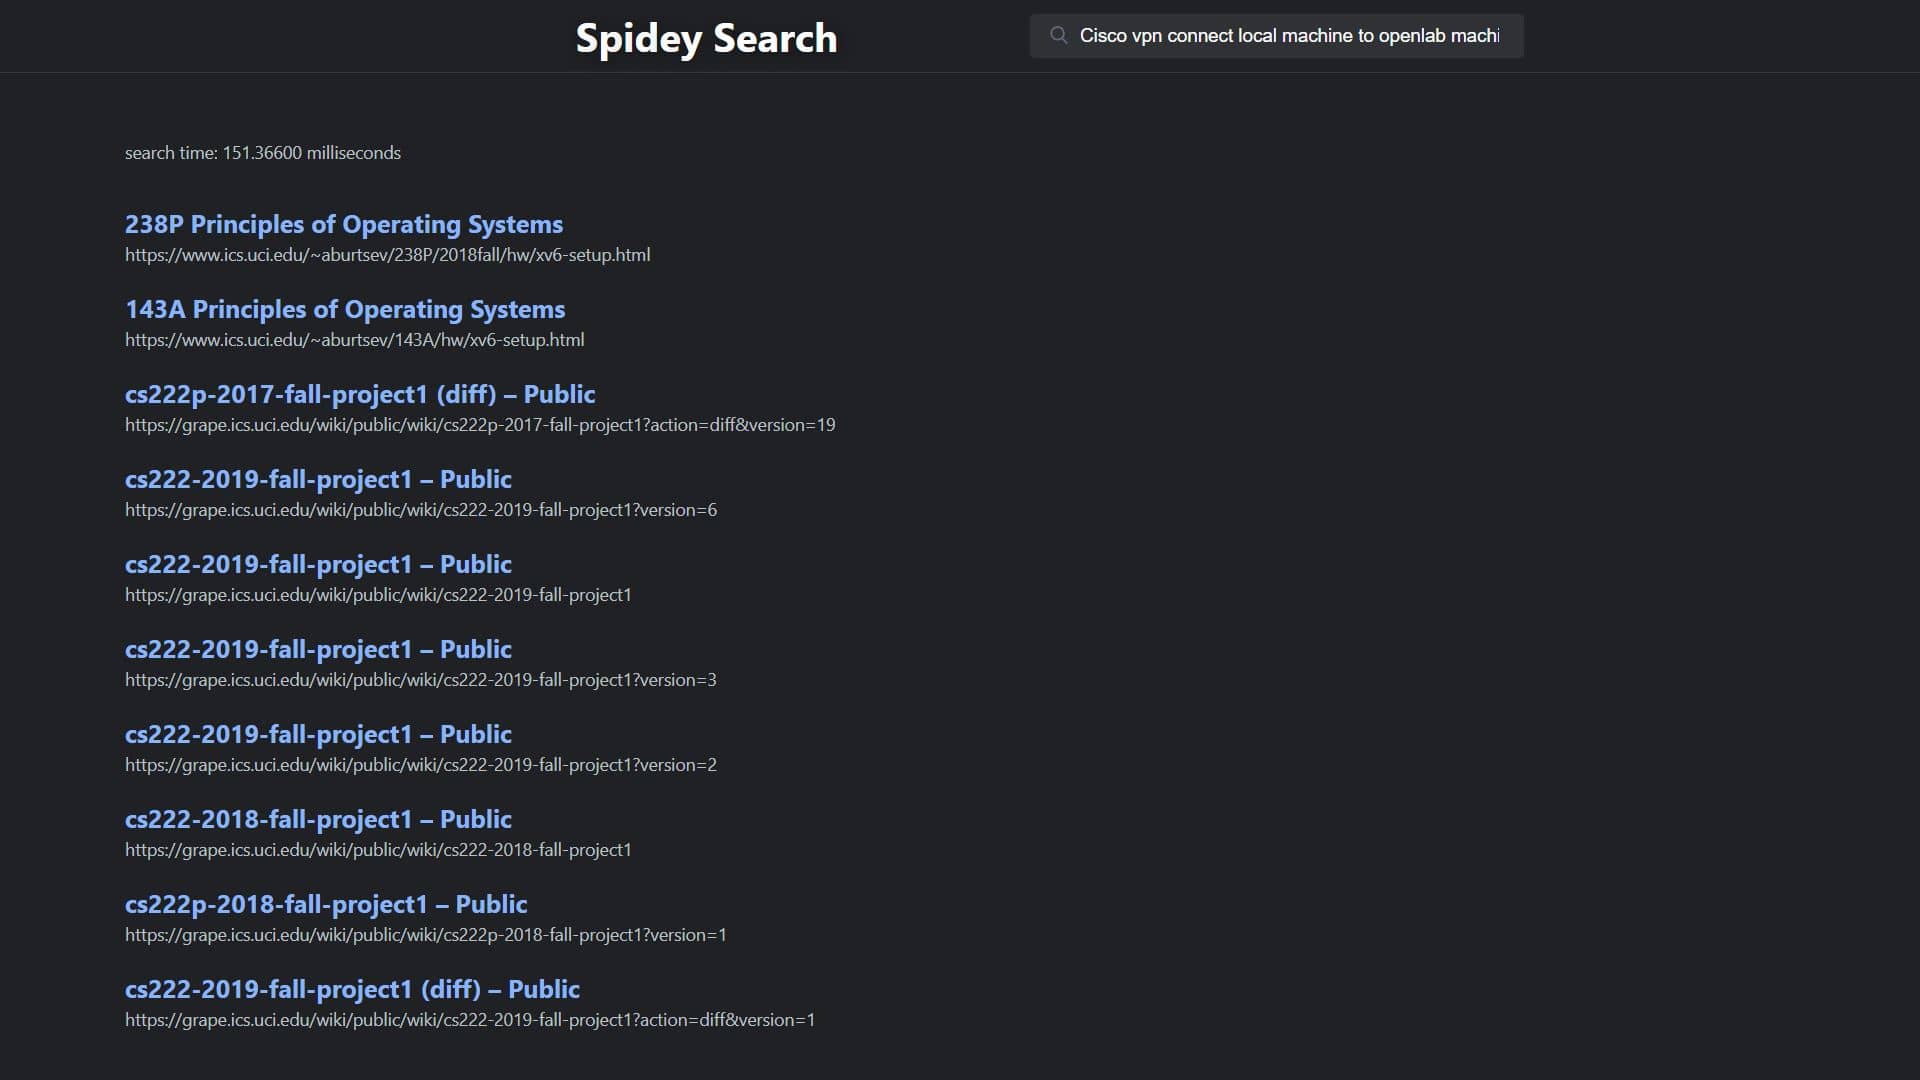 Spidey Search
Cisco vpn connect local machine to openlab machi
search time: 151.36600 milliseconds
238P Principles of Operating Systems
https://www.ics.uci.edu/~aburtsev/238P/2018fall/hw/xv6-setup.html
143A Principles of Operating Systems
https://www.ics.uci.edu/~aburtsev/143A/hw/xv6-setup.html
cs222p-2017-fall-project1 (diff) – Public
https://grape.ics.uci.edu/wiki/public/wiki/cs222p-2017-fall-project1?action=diff&version=19
cs222-2019-fall-project1 – Public
https://grape.ics.uci.edu/wiki/public/wiki/cs222-2019-fall-project1?version=6
cs222-2019-fall-project1 – Public
https://grape.ics.uci.edu/wiki/public/wiki/cs222-2019-fall-project1
cs222-2019-fall-project1 – Public
https://grape.ics.uci.edu/wiki/public/wiki/cs222-2019-fall-project1?version=3
cs222-2019-fall-project1 – Public
https://grape.ics.uci.edu/wiki/public/wiki/cs222-2019-fall-project1?version=2
cs222-2018-fall-project1 – Public
https://grape.ics.uci.edu/wiki/public/wiki/cs222-2018-fall-project1
cs222p-2018-fall-project1 – Public
https://grape.ics.uci.edu/wiki/public/wiki/cs222p-2018-fall-project1?version=1
cs222-2019-fall-project1 (diff) – Public
https://grape.ics.uci.edu/wiki/public/wiki/cs222-2019-fall-project1?action=diff&version=1